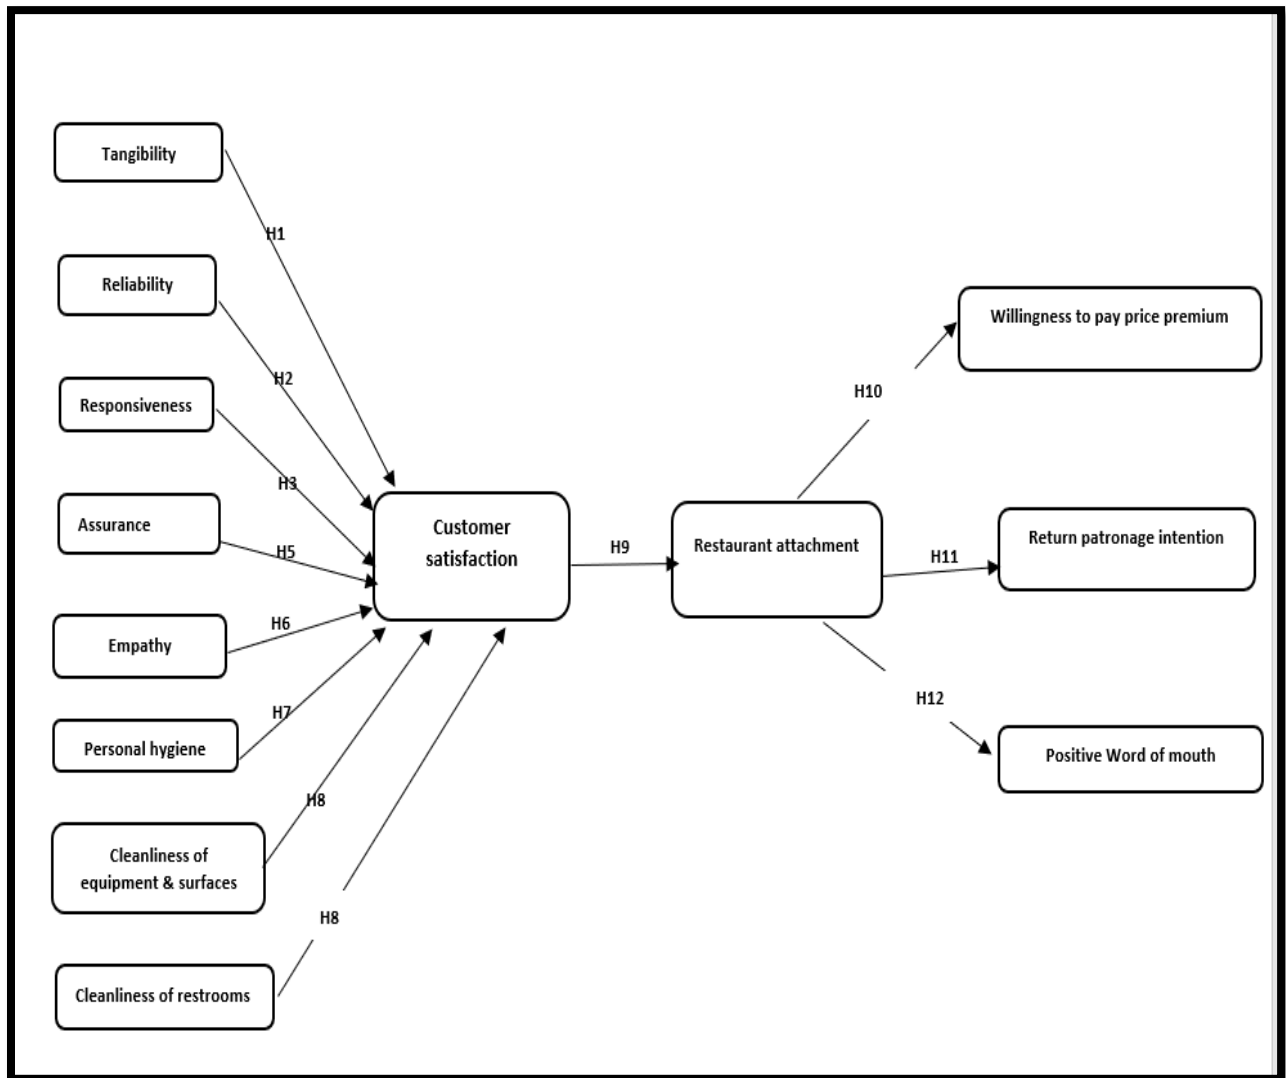 Tangibility
H1
Reliability
H2
Responsiveness
H3
Assurance
H5
Empathy
H6
Personal hygiene
H7
Cleanliness of
equipment & surfaces
H8
Cleanliness of restrooms
H8
Customer
satisfaction
H9
Restaurant attachment
H10
Willingness to pay price premium
H11
Return patronage intention
H12
Positive Word of mouth